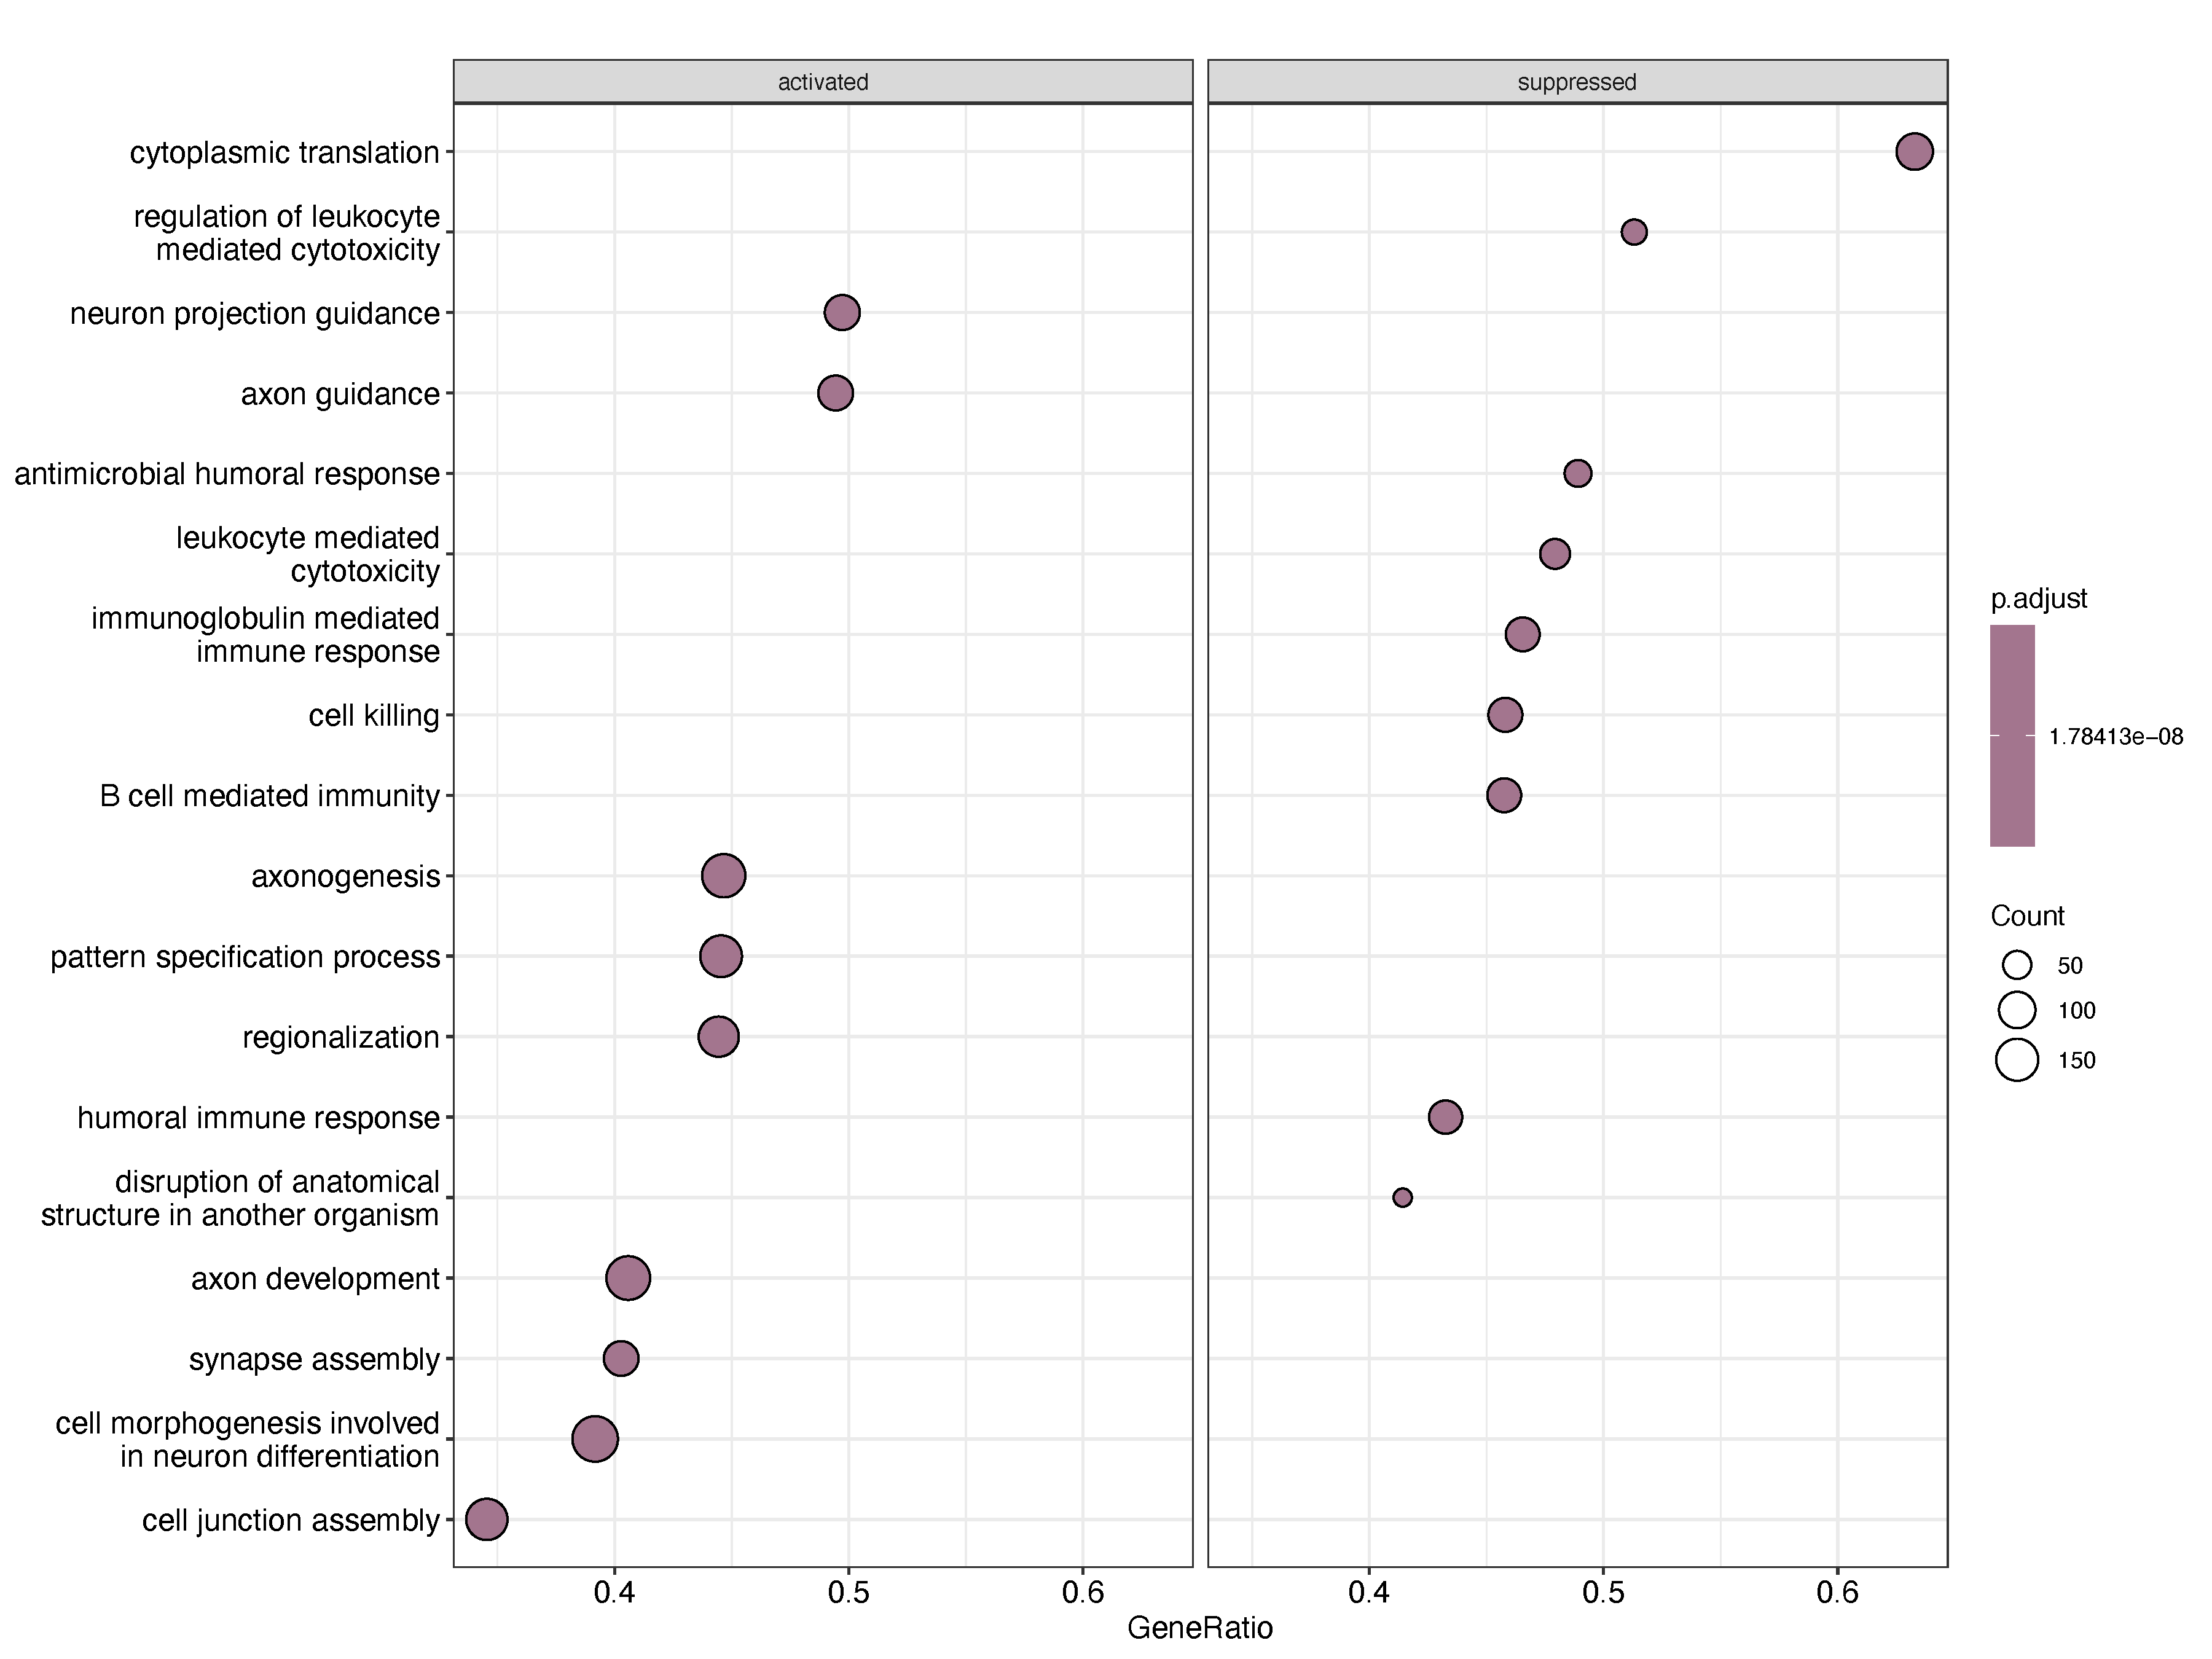 activated
suppressed
cytoplasmic translation
regulation of leukocyte
mediated cytotoxicity
neuron projection guidance
axon guidance
antimicrobial humoral response
leukocyte mediated
cytotoxicity
immunoglobulin mediated
immune response
cell killing
B cell mediated immunity
axonogenesis
pattern specification process
regionalization
humoral immune response
disruption of anatomical
structure in another organism
axon development
synapse assembly
cell morphogenesis involved
in neuron differentiation
cell junction assembly
0.4
0.5
0.6
0.4
0.5
0.6
GeneRatio
p.adjust
1.78413e−08
Count
50
100
150